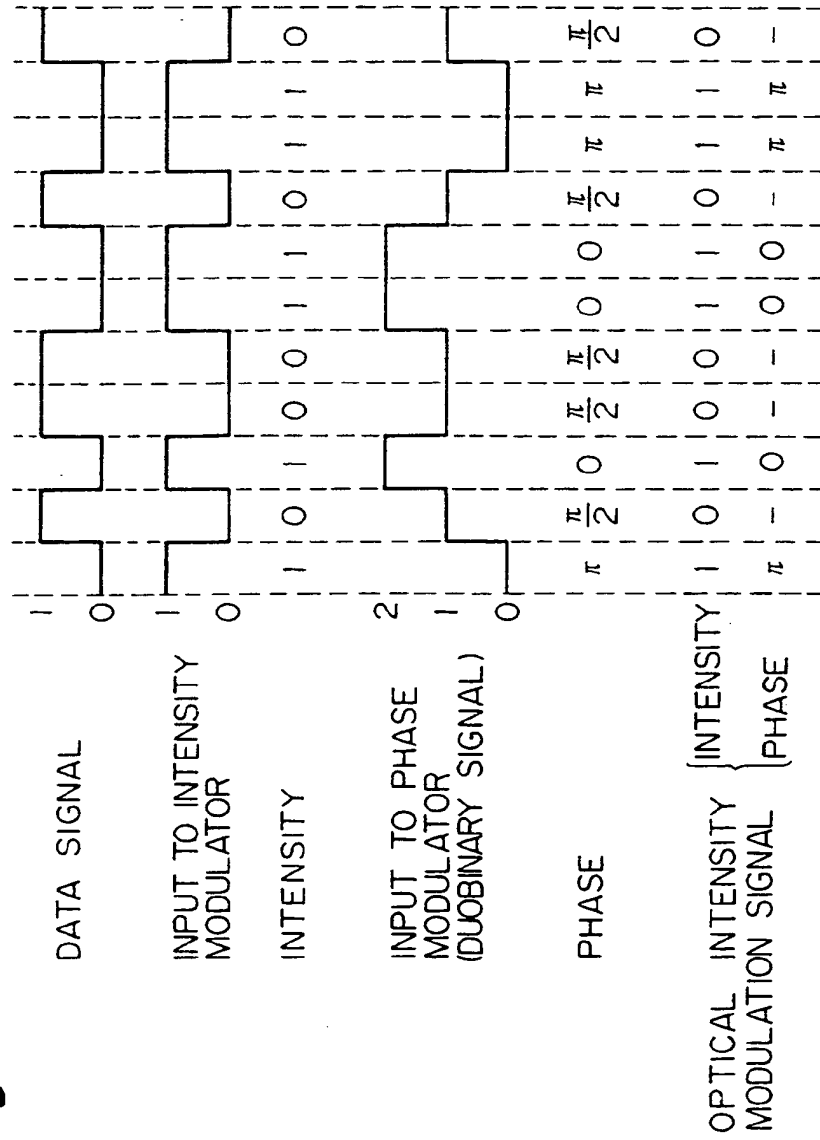 DATA SIGNAL
1
0
INPUT TO INTENSITY
MODULATOR
1
0
INTENSITY 1 0 1 0 0 1 1 0 1 1 0
INPUT TO PHASE
MODULATOR
(DUOBINARY SIGNAL)
2
1
0
PHASE π π/2 0 π/2 π/2 0 0 π/2 π π π/2
OPTICAL INTENSITY
MODULATION SIGNAL
INTENSITY 1 0 1 0 0 1 1 0 1 1 0
PHASE π - 0 - - 0 0 - π π -